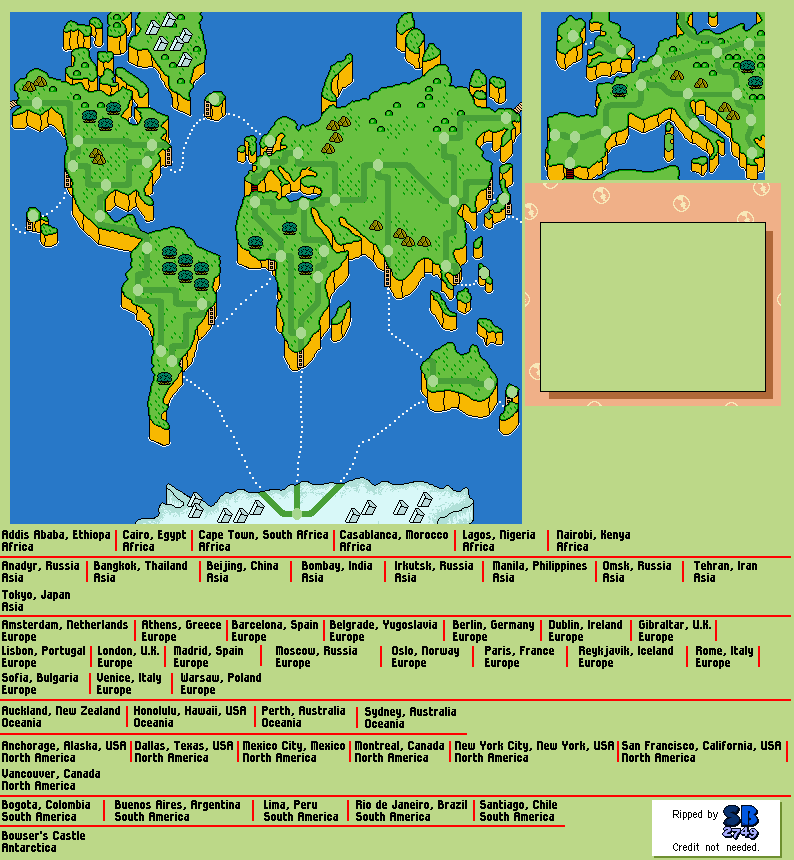 Addis Ababa, Ethiopa | Cairo, Egypt | Cape Town, South Africa | Casablanca, Morocco | Lagos, Nigeria | Nairobi, Kenya
Africa | Africa | Africa | Africa | Africa | Africa
Anadyr, Russia | Bangkok, Thailand | Beijing, China | Bombay, India | Irkutsk, Russia | Manila, Philippines | Omsk, Russia | Tehran, Iran
Asia | Asia | Asia | Asia | Asia | Asia | Asia | Asia
Tokyo, Japan
Asia
Amsterdam, Netherlands | Athens, Greece | Barcelona, Spain | Belgrade, Yugoslavia | Berlin, Germany | Dublin, Ireland | Gibraltar, U.K.
Europe | Europe | Europe | Europe | Europe | Europe | Europe
Lisbon, Portugal | London, U.K. | Madrid, Spain | Moscow, Russia | Oslo, Norway | Paris, France | Reykjavik, Iceland | Rome, Italy
Europe | Europe | Europe | Europe | Europe | Europe | Europe | Europe
Sofia, Bulgaria | Venice, Italy | Warsaw, Poland
Europe | Europe | Europe
Auckland, New Zealand | Honolulu, Hawaii, USA | Perth, Australia | Sydney, Australia
Oceania | Oceania | Oceania | Oceania
Anchorage, Alaska, USA | Dallas, Texas, USA | Mexico City, Mexico | Montreal, Canada | New York City, New York, USA | San Francisco, California, USA
North America | North America | North America | North America | North America | North America
Vancouver, Canada
North America
Bogota, Colombia | Buenos Aires, Argentina | Lima, Peru | Rio de Janeiro, Brazil | Santiago, Chile
South America | South America | South America | South America | South America
Bowser's Castle
Antarctica
Ripped by SB
2749
Credit not needed.